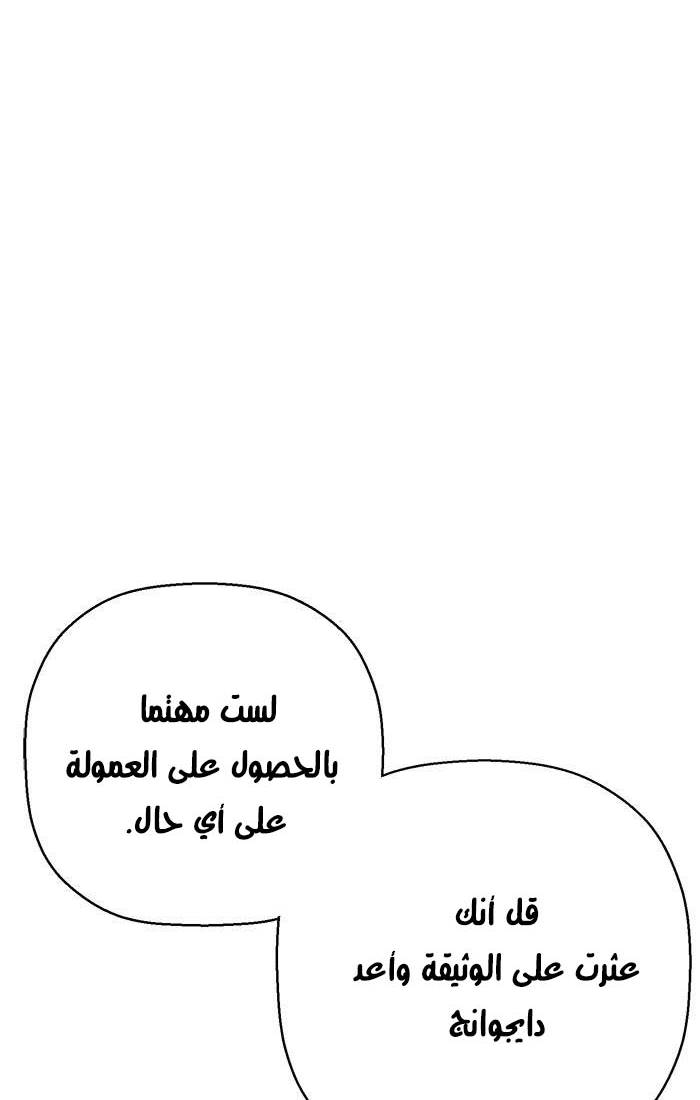 لست مهتما
بالحصول على العمولة
على أي حال.
قل أنك
عثرت على الوثيقة وأعد
دايجوانج